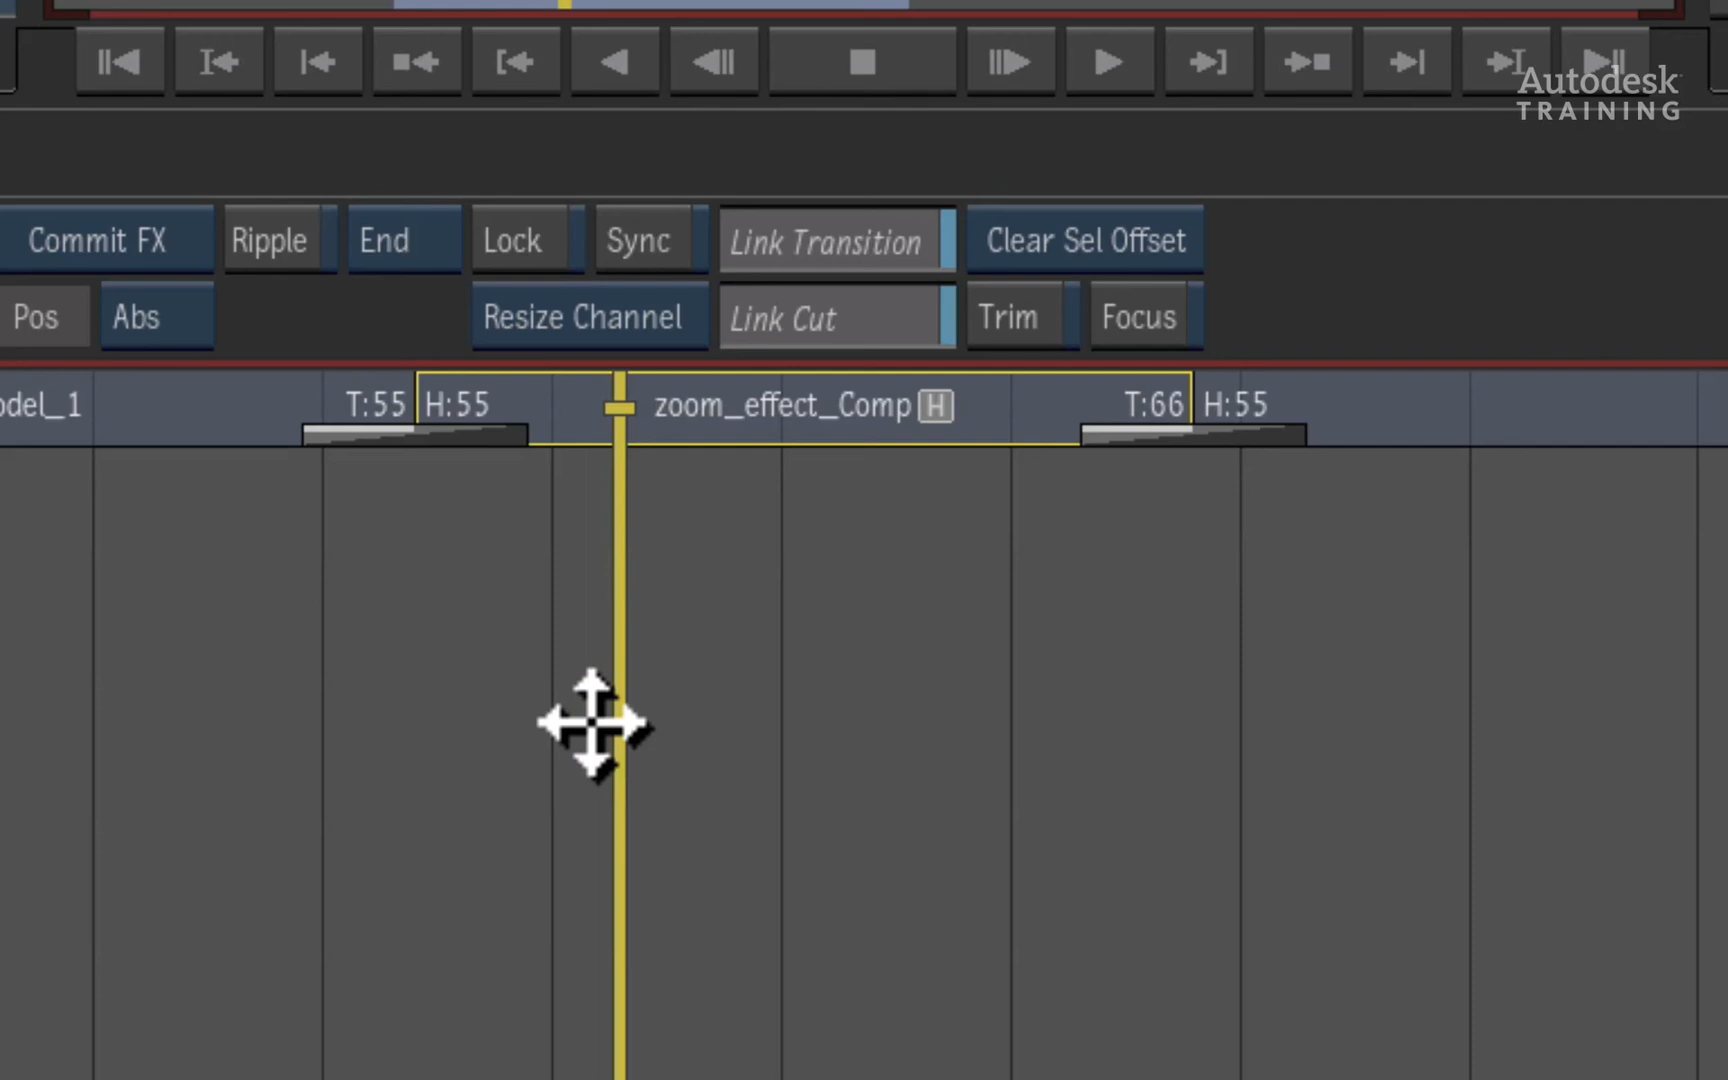 Autodesk
TRAINING
Commit FX Ripple End Lock Sync Link Transition Clear Sel Offset
Pos Abs Resize Channel Link Cut Trim Focus
odel_1 T:55 H:55 zoom_effect_Comp H T:66 H:55